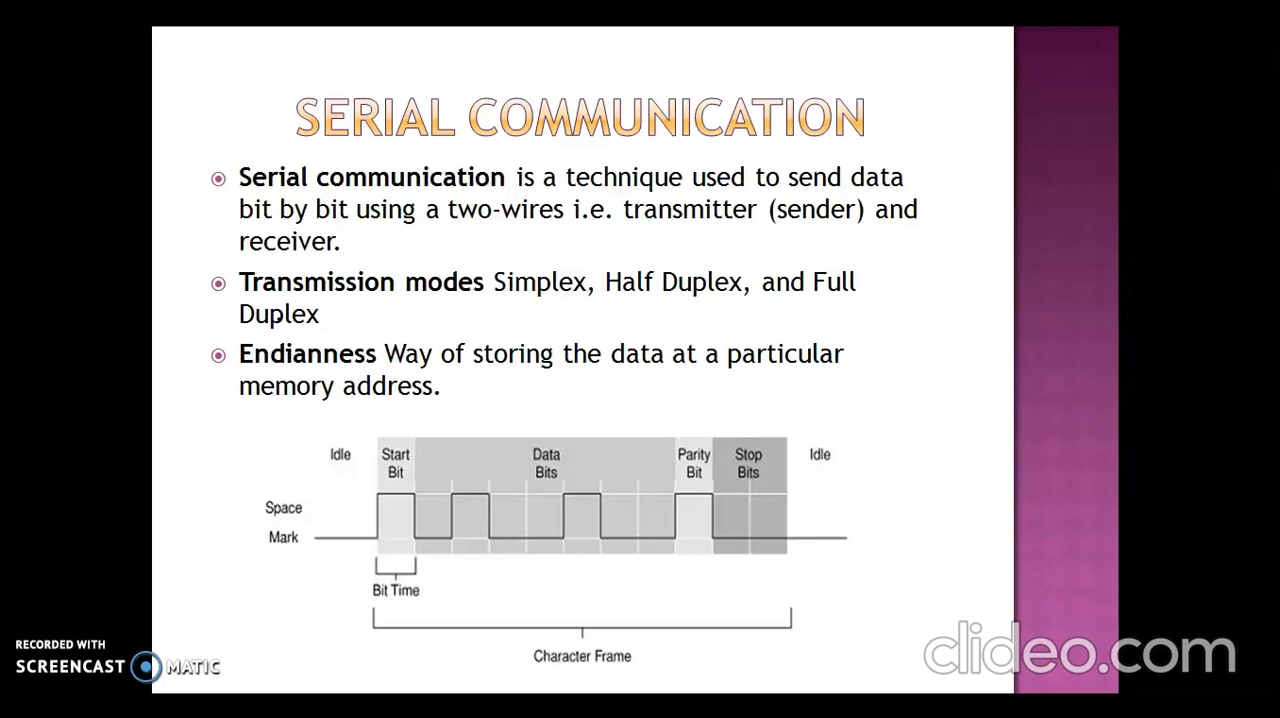 SERIAL COMMUNICATION
Serial communication is a technique used to send data
bit by bit using a two-wires i.e. transmitter (sender) and
receiver.
Transmission modes Simplex, Half Duplex, and Full
Duplex
Endianness Way of storing the data at a particular
memory address.
Idle
Start
Bit
Data
Bits
Parity
Bit
Stop
Bits
Idle
Space
Mark
Bit Time
Character Frame
RECORDED WITH
SCREENCAST MATIC
clideo.com